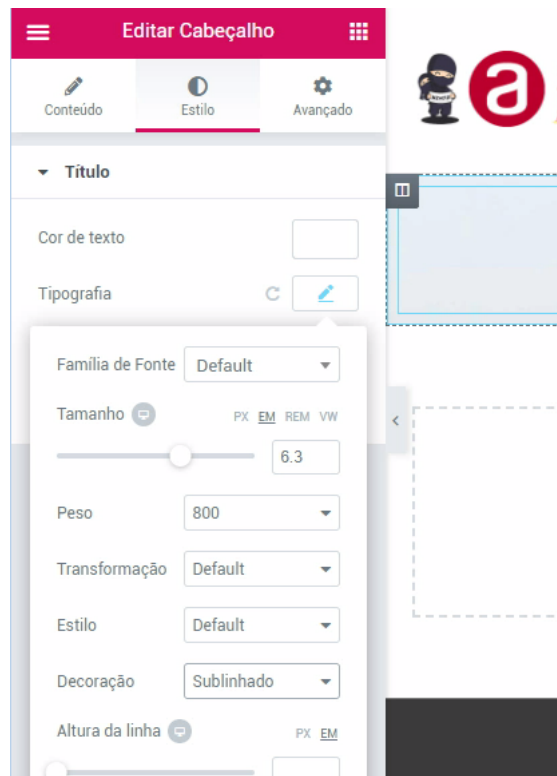 Editar Cabeçalho
Conteúdo Estilo Avançado
Título
Cor de texto
Tipografia
Família de Fonte Default
Tamanho PX EM REM VW
6.3
Peso 800
Transformação Default
Estilo Default
Decoração Sublinhado
Altura da linha PX EM
a